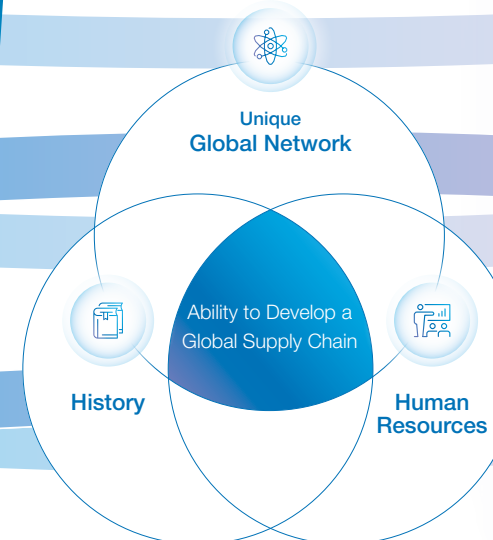 Unique
Global Network
Ability to Develop a
Global Supply Chain
History
Human
Resources